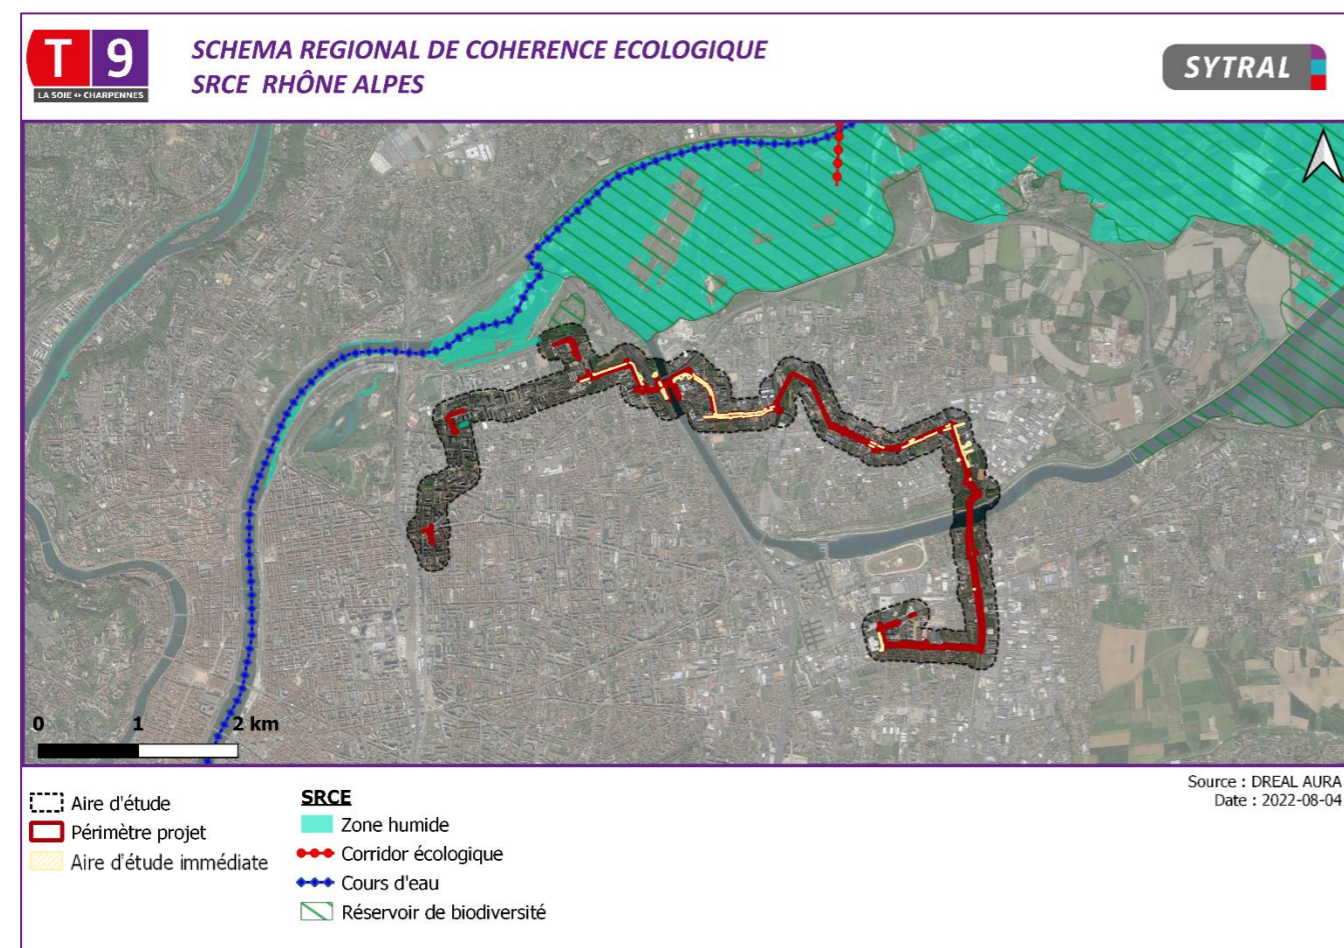 T 9
LA SOIE ↔ CHARPENNES
SCHEMA REGIONAL DE COHERENCE ECOLOGIQUE
SRCE RHÔNE ALPES
SYTRAL
0 1 2 km
Source : DREAL AURA
Date : 2022-08-04
Aire d'étude
Périmètre projet
Aire d'étude immédiate
SRCE
Zone humide
Corridor écologique
Cours d'eau
Réservoir de biodiversité